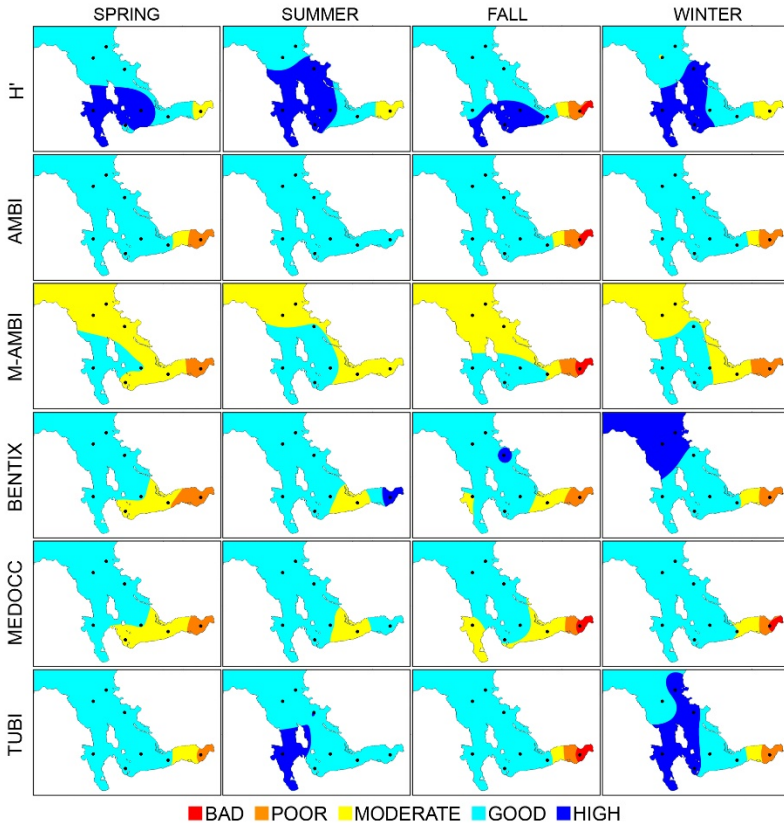 SPRING SUMMER FALL WINTER
H'
AMBI
M-AMBI
BENTIX
MEDOCC
TUBI
BAD POOR MODERATE GOOD HIGH